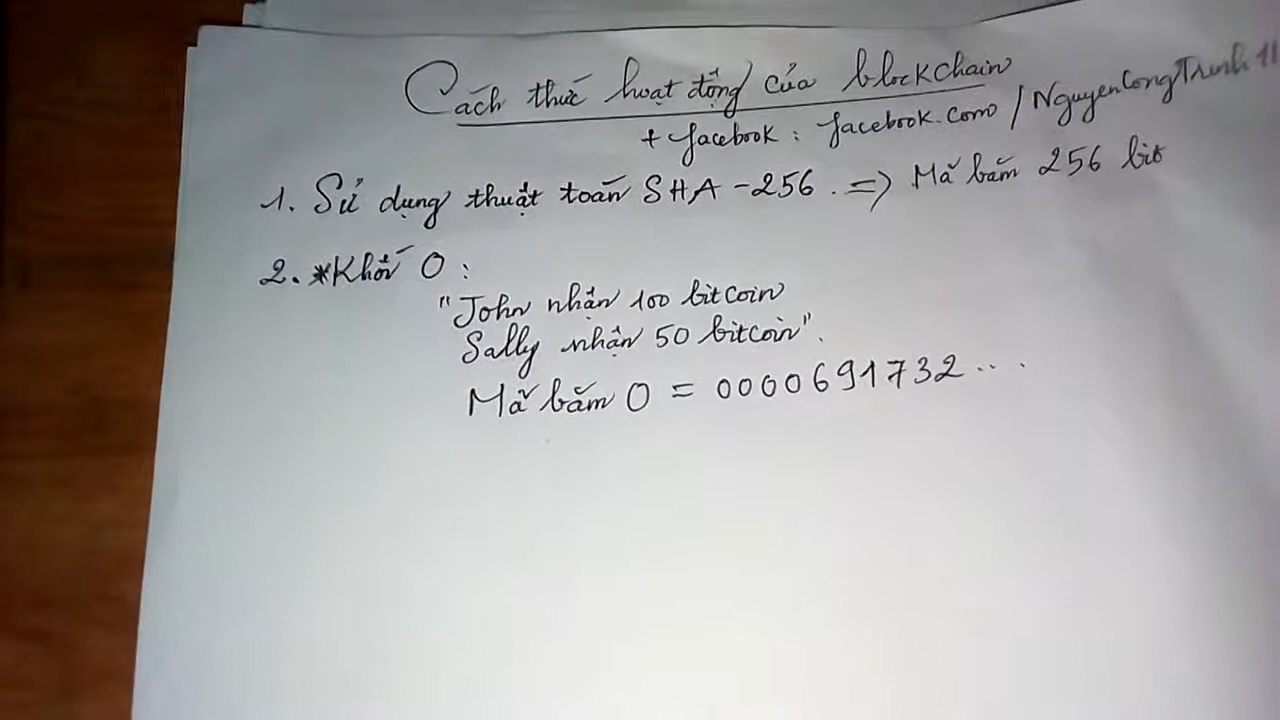 Cách thức hoạt động của blockchain
+ facebook : facebook.com / NguyenCongTrinh
1. Sử dụng thuật toán SHA - 256. => Mã băm 256 bit
2. *Khối 0 :
"John nhận 100 bitcoin
Sally nhận 50 bitcoin".
Mã băm 0 = 0000691732...